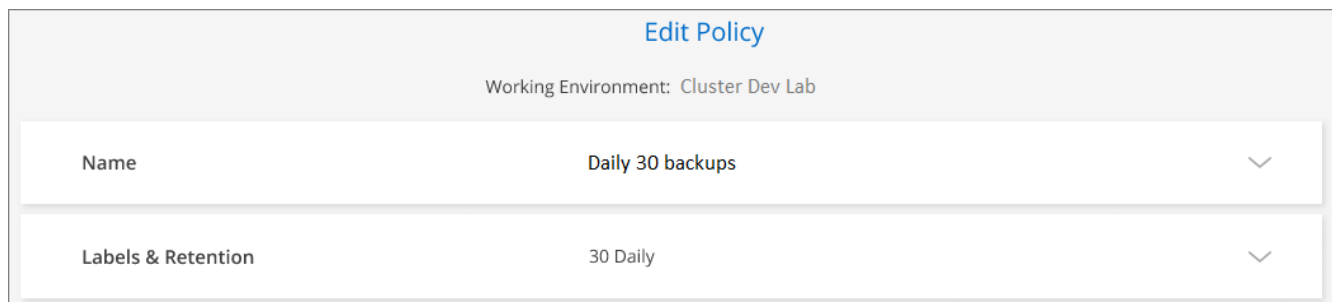 Edit Policy
Working Environment: Cluster Dev Lab
Name Daily 30 backups
Labels & Retention 30 Daily